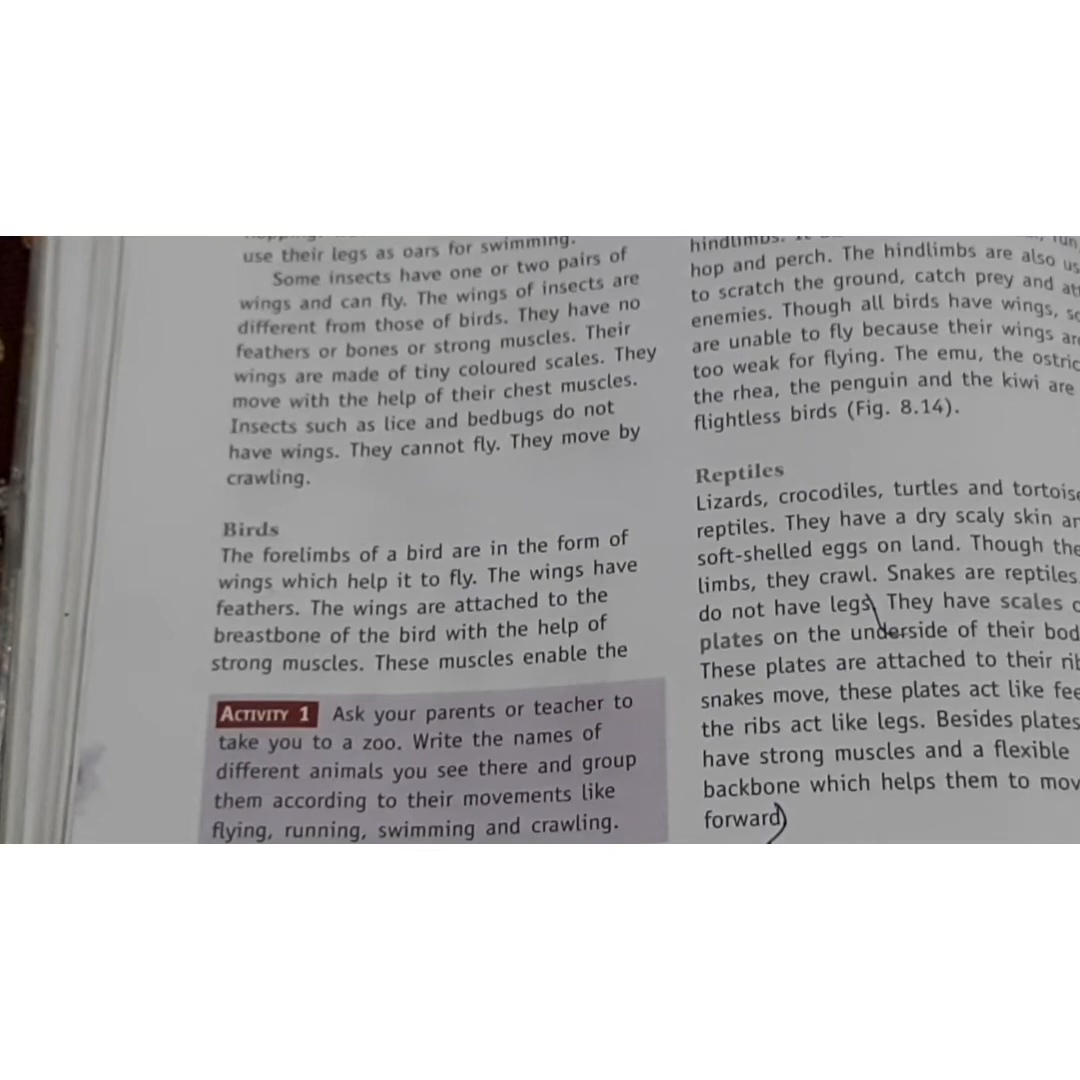 use their legs as oars for swimming.
Some insects have one or two pairs of
wings and can fly. The wings of insects are
different from those of birds. They have no
feathers or bones or strong muscles. Their
wings are made of tiny coloured scales. They
move with the help of their chest muscles.
Insects such as lice and bedbugs do not
have wings. They cannot fly. They move by
crawling.
Birds
The forelimbs of a bird are in the form of
wings which help it to fly. The wings have
feathers. The wings are attached to the
breastbone of the bird with the help of
strong muscles. These muscles enable the
ACTIVITY 1 Ask your parents or teacher to
take you to a zoo. Write the names of
different animals you see there and group
them according to their movements like
flying, running, swimming and crawling.
hindlimbs.
hop and perch. The hindlimbs are also
to scratch the ground, catch prey and
enemies. Though all birds have wings,
are unable to fly because their wings
too weak for flying. The emu, the
the rhea, the penguin and the kiwi are
flightless birds (Fig. 8.14).
Reptiles
Lizards, crocodiles, turtles and
reptiles. They have a dry scaly skin
soft-shelled eggs on land. Though
limbs, they crawl. Snakes are reptiles
do not have legs. They have scales
plates on the underside of their
These plates are attached to their
snakes move, these plates act like
the ribs act like legs. Besides plates
have strong muscles and a flexible
backbone which helps them to
forward